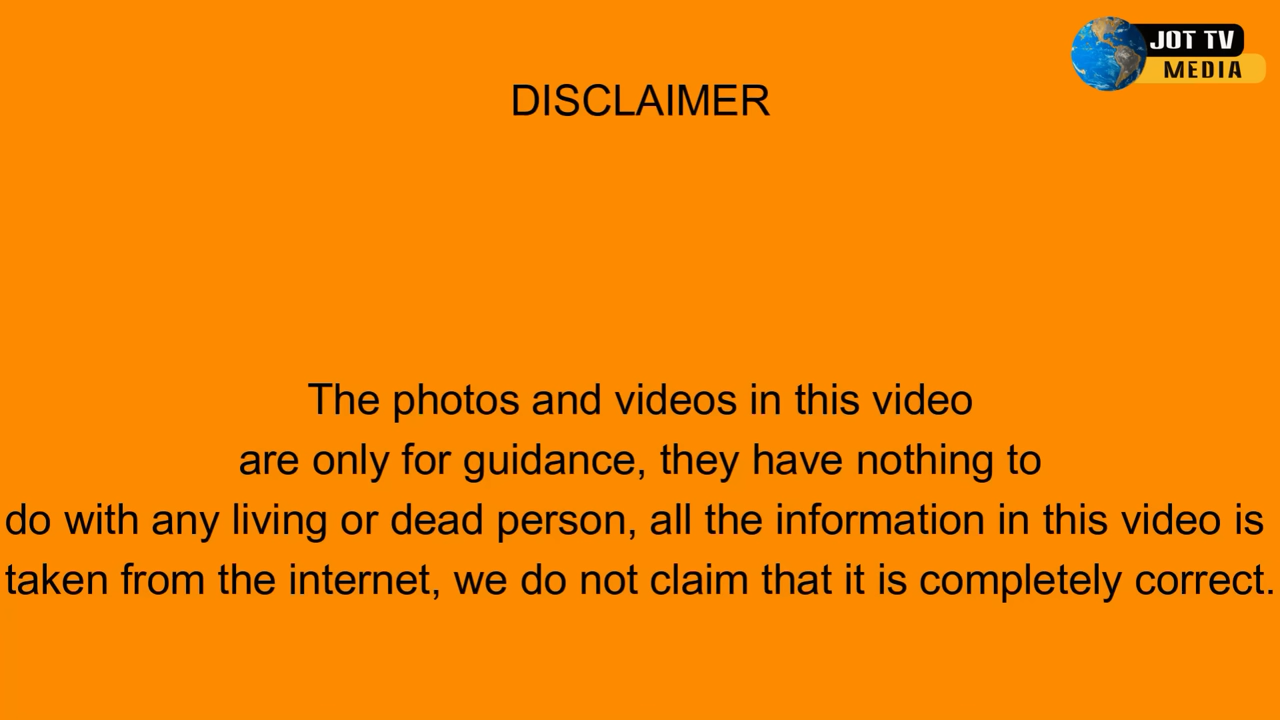 JOT TV
MEDIA
DISCLAIMER
The photos and videos in this video
are only for guidance, they have nothing to
do with any living or dead person, all the information in this video is
taken from the internet, we do not claim that it is completely correct.